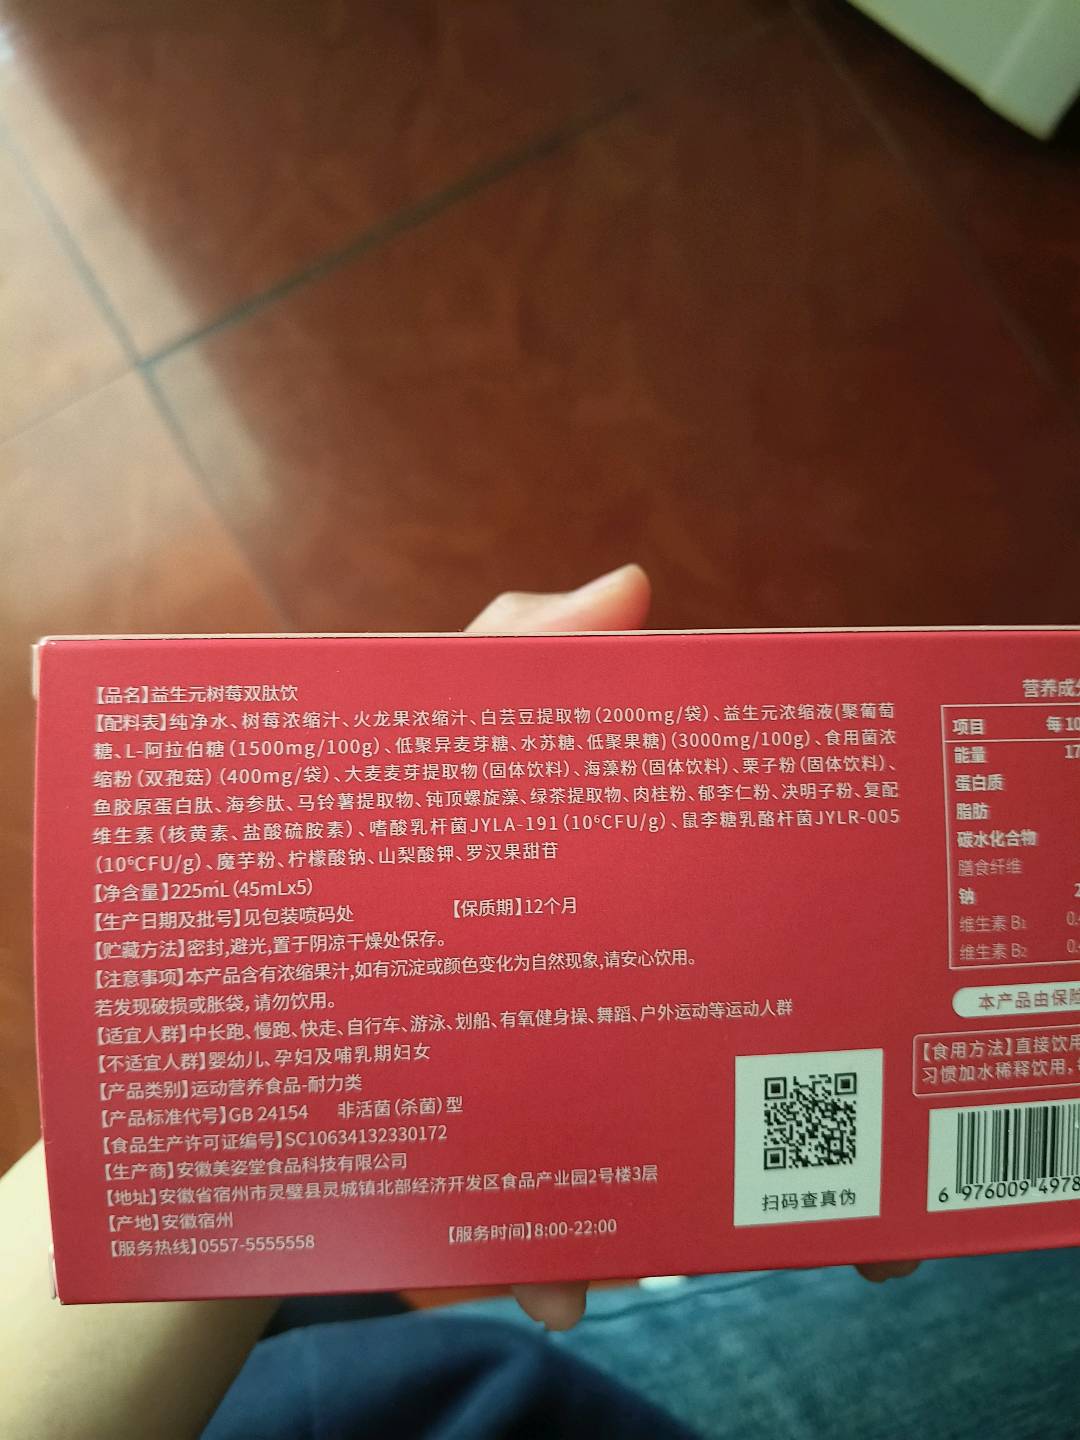 【品名】益生元树莓双肽饮
【配料表】纯净水、树莓浓缩汁、火龙果浓缩汁、白芸豆提取物(2000mg/袋)、益生元浓缩液(聚葡萄
糖、L-阿拉伯糖(1500mg/100g)、低聚异麦芽糖、水苏糖、低聚果糖)(3000mg/100g)、食用菌浓
缩粉(双孢菇)(400mg/袋)、大麦麦芽提取物(固体饮料)、海藻粉(固体饮料)、栗子粉(固体饮料)、
鱼胶原蛋白肽、海参肽、马铃薯提取物、钝顶螺旋藻、绿茶提取物、肉桂粉、郁李仁粉、决明子粉、复配
维生素(核黄素、盐酸硫胺素)、嗜酸乳杆菌JYLA-191(10⁶CFU/g)、鼠李糖乳酪杆菌JYLR-005
(10⁶CFU/g)、魔芋粉、柠檬酸钠、山梨酸钾、罗汉果甜苷
【净含量】225mL(45mLx5)
【生产日期及批号】见包装喷码处 【保质期】12个月
【贮藏方法】密封,避光,置于阴凉干燥处保存。
【注意事项】本产品含有浓缩果汁,如有沉淀或颜色变化为自然现象,请安心饮用。
若发现破损或胀袋,请勿饮用。
【适宜人群】中长跑、慢跑、快走、自行车、游泳、划船、有氧健身操、舞蹈、户外运动等运动人群
【不适宜人群】婴幼儿、孕妇及哺乳期妇女
【产品类别】运动营养食品-耐力类
【产品标准代号】GB 24154 非活菌(杀菌)型
【食品生产许可证编号】SC10634132330172
【生产商】安徽美姿堂食品科技有限公司
【地址】安徽省宿州市灵璧县灵城镇北部经济开发区食品产业园2号楼3层
【产地】安徽宿州
【服务热线】0557-5555558 【服务时间】8:00-22:00
扫码查真伪
营养成
项目 每10
能量 17
蛋白质
脂肪
碳水化合物
膳食纤维
钠 2
维生素 B₁ 0.
维生素 B₂ 0.
本产品由保险
【食用方法】直接饮用
习惯加水稀释饮用,
6 976009 4978